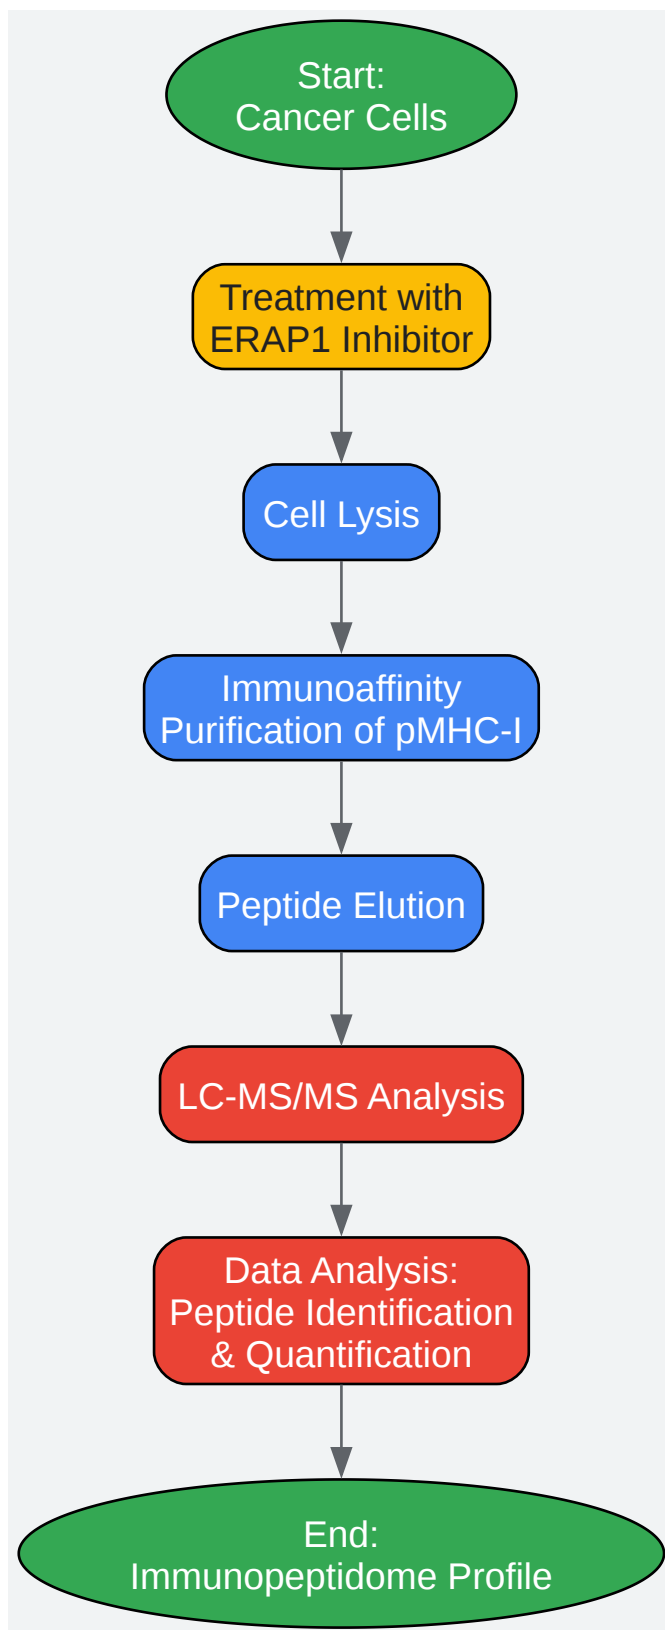 Start:
Cancer Cells
Treatment with
ERAP1 Inhibitor
Cell Lysis
Immunoaffinity
Purification of pMHC-I
Peptide Elution
LC-MS/MS Analysis
Data Analysis:
Peptide Identification
& Quantification
End:
Immunopeptidome Profile